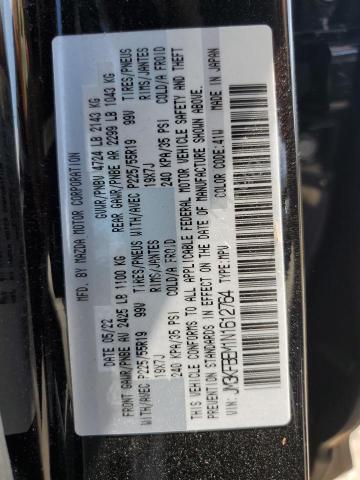 MFD BY MAZDA MOTOR CORPORATION
DATE: 05/22 GVWR/PNBV 4724 LB 2143 KG
FRONT GAWR/PNBE AV 2425 LB 1100 KG REAR GAWR/PNBE AR 2299 LB 1043 KG
WITH/AVEC P225/55R19 99V TIRES/PNEUS WITH/AVEC P225/55R19 99V TIRES/PNEUS
19X7J RIMS/JANTES 19X7J RIMS/JANTES
240 KPA/35 PSI COLD/A FROID 240 KPA/35 PSI COLD/A FROID
THIS VEHICLE CONFORMS TO ALL APPLICABLE FEDERAL MOTOR VEHICLE SAFETY AND THEFT
PREVENTION STANDARDS IN EFFECT ON THE DATE OF MANUFACTURE SHOWN ABOVE. MADE IN JAPAN
VIN: JM3KFBBM1N1612764 TYPE:MPV COLOR CODE:41W